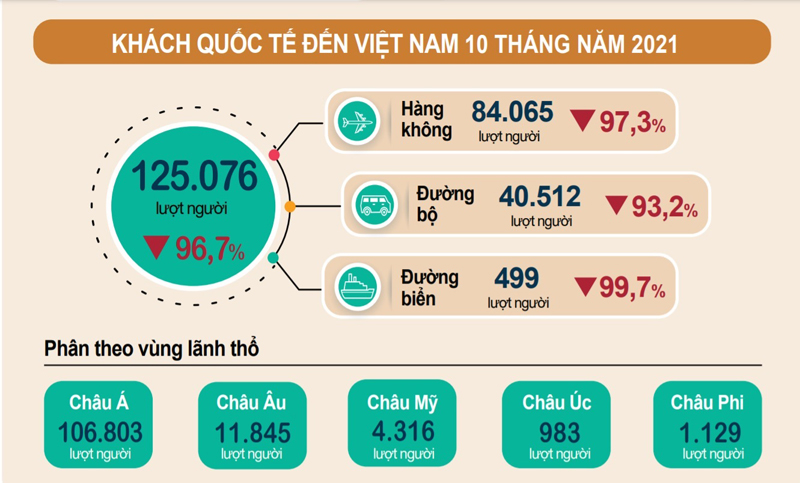 KHÁCH QUỐC TẾ ĐẾN VIỆT NAM 10 THÁNG NĂM 2021
125.076
lượt người
▼ 96,7%
Hàng
không
84.065
lượt người
▼ 97,3%
Đường
bộ
40.512
lượt người
▼ 93,2%
Đường
biển
499
lượt người
▼ 99,7%
Phân theo vùng lãnh thổ
Châu Á
106.803
lượt người
Châu Âu
11.845
lượt người
Châu Mỹ
4.316
lượt người
Châu Úc
983
lượt người
Châu Phi
1.129
lượt người